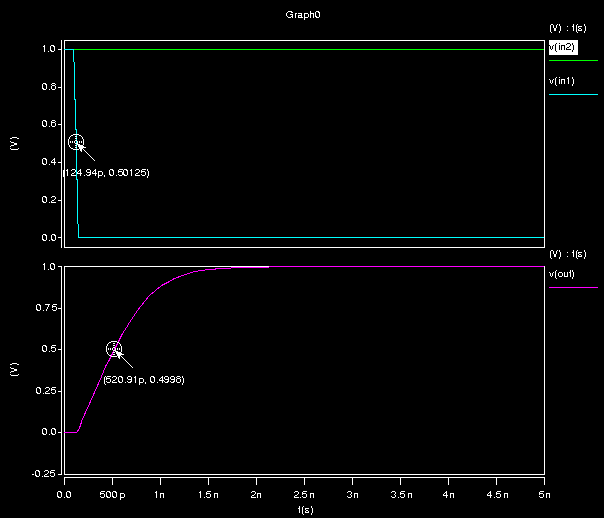 Graph0
(V) : t(s)
v(in2)
v(in1)
1.0
0.8
0.6
0.4
0.2
0.0
(V)
(124.94p, 0.50125)
(V) : t(s)
v(out)
1.0
0.75
0.5
0.25
0.0
-0.25
(V)
(520.91p, 0.4998)
0.0 500p 1n 1.5n 2n 2.5n 3n 3.5n 4n 4.5n 5n
t(s)